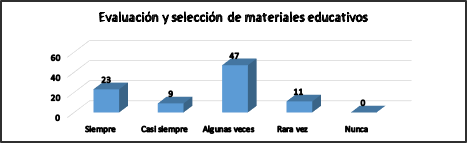 Evaluación y selección de materiales educativos
60
40
20
0
23
9
47
11
0
Siempre
Casi siempre
Algunas veces
Rara vez
Nunca